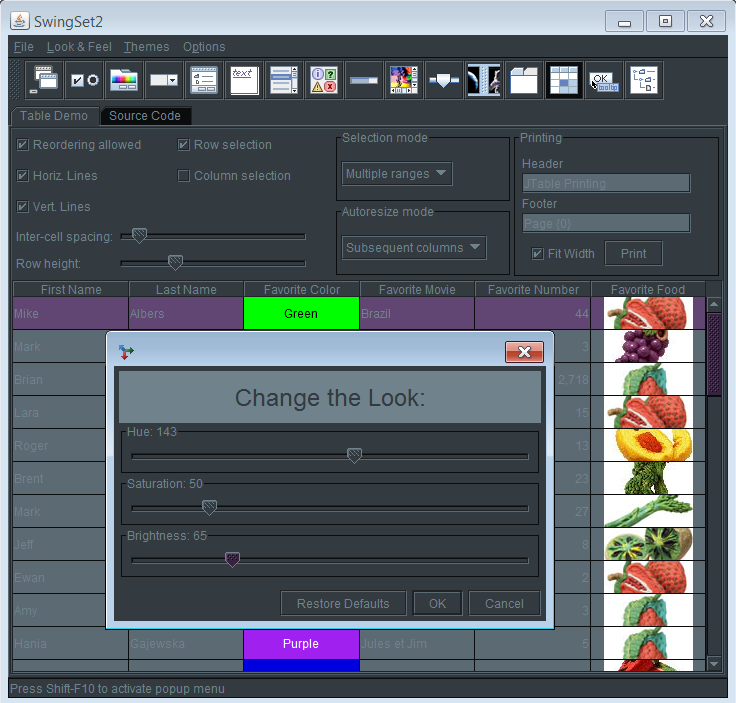 SwingSet2
File Look & Feel Themes Options
text
OK
tooltip
Table Demo Source Code
Reordering allowed
Row selection
Horiz. Lines
Column selection
Vert. Lines
Inter-cell spacing:
Row height:
Selection mode
Multiple ranges
Autoresize mode
Subsequent columns
Printing
Header
JTable Printing
Footer
Page {0}
Fit Width
Print
First Name Last Name Favorite Color Favorite Movie Favorite Number Favorite Food
Mike Albers Green Brazil 44
Mark 3
Brian 2,718
Lara 15
Roger 13
Brent 23
Mark 27
Jeff 8
Ewan 2
Amy 3
Hania Gajewska Purple Jules et Jim 5
Change the Look:
Hue: 143
Saturation: 50
Brightness: 65
Restore Defaults OK Cancel
Press Shift-F10 to activate popup menu